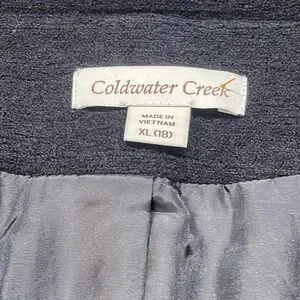 Coldwater Creek
MADE IN
VIETNAM
XL (18)